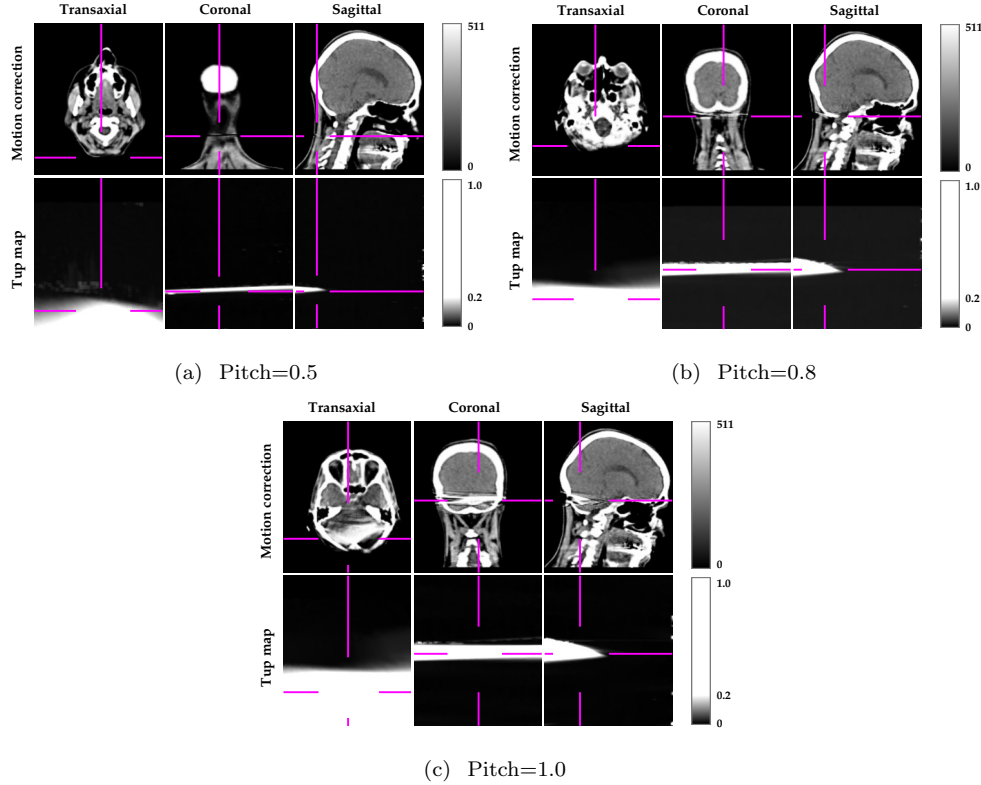 Transaxial Coronal Sagittal
Motion correction
511
0
Tup map
1.0
0.2
0
(a) Pitch=0.5
Transaxial Coronal Sagittal
Motion correction
511
0
Tup map
1.0
0.2
0
(b) Pitch=0.8
Transaxial Coronal Sagittal
Motion correction
511
0
Tup map
1.0
0.2
0
(c) Pitch=1.0